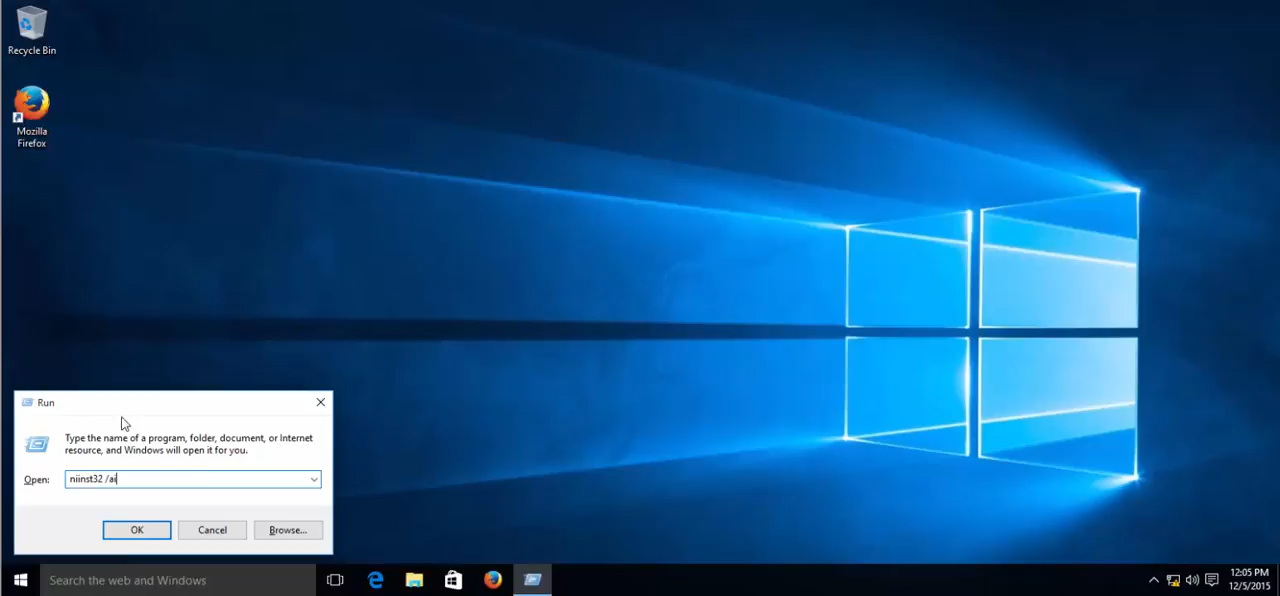 Recycle Bin
Mozilla
Firefox
Run
Type the name of a program, folder, document, or Internet
resource, and Windows will open it for you.
Open:
niinst32 /ai
OK
Cancel
Browse...
Search the web and Windows
12:05 PM
12/5/2015